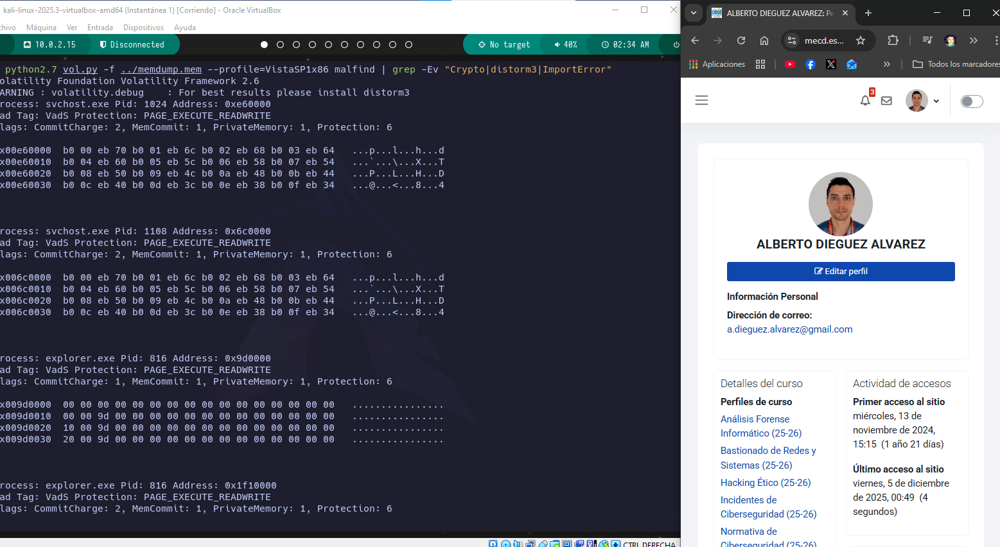 kali-linux-2025.3-virtualbox-amd64 (Instantánea 1) [Corriendo] - Oracle VirtualBox
chivo Máquina Ver Entrada Dispositivos Ayuda
10.0.2.15 Disconnected No target 40% 02:34 AM
python2.7 vol.py -f ../memdump.mem --profile=VistaSP1x86 malfind | grep -Ev "Crypto|distorm3|ImportError"
olatility Foundation Volatility Framework 2.6
ARNING : volatility.debug    : For best results please install distorm3
rocess: svchost.exe Pid: 1024 Address: 0xe60000
ad Tag: VadS Protection: PAGE_EXECUTE_READWRITE
lags: CommitCharge: 2, MemCommit: 1, PrivateMemory: 1, Protection: 6
x00e60000  b0 00 eb 70 b0 01 eb 6c b0 02 eb 68 b0 03 eb 64   ...p...l...h...d
x00e60010  b0 04 eb 60 b0 05 eb 5c b0 06 eb 58 b0 07 eb 54   ...`...\...X...T
x00e60020  b0 08 eb 50 b0 09 eb 4c b0 0a eb 48 b0 0b eb 44   ...P...L...H...D
x00e60030  b0 0c eb 40 b0 0d eb 3c b0 0e eb 38 b0 0f eb 34   ...@...<...8...4
rocess: svchost.exe Pid: 1108 Address: 0x6c0000
ad Tag: VadS Protection: PAGE_EXECUTE_READWRITE
lags: CommitCharge: 2, MemCommit: 1, PrivateMemory: 1, Protection: 6
x006c0000  b0 00 eb 70 b0 01 eb 6c b0 02 eb 68 b0 03 eb 64   ...p...l...h...d
x006c0010  b0 04 eb 60 b0 05 eb 5c b0 06 eb 58 b0 07 eb 54   ...`...\...X...T
x006c0020  b0 08 eb 50 b0 09 eb 4c b0 0a eb 48 b0 0b eb 44   ...P...L...H...D
x006c0030  b0 0c eb 40 b0 0d eb 3c b0 0e eb 38 b0 0f eb 34   ...@...<...8...4
rocess: explorer.exe Pid: 816 Address: 0x9d0000
ad Tag: VadS Protection: PAGE_EXECUTE_READWRITE
lags: CommitCharge: 1, MemCommit: 1, PrivateMemory: 1, Protection: 6
x009d0000  00 00 00 00 00 00 00 00 00 00 00 00 00 00 00 00   ................
x009d0010  00 00 9d 00 00 00 00 00 00 00 00 00 00 00 00 00   ................
x009d0020  10 00 9d 00 00 00 00 00 00 00 00 00 00 00 00 00   ................
x009d0030  20 00 9d 00 00 00 00 00 00 00 00 00 00 00 00 00   ................
rocess: explorer.exe Pid: 816 Address: 0x1f10000
ad Tag: VadS Protection: PAGE_EXECUTE_READWRITE
lags: CommitCharge: 2, MemCommit: 1, PrivateMemory: 1, Protection: 6
CTRL DERECHA
ALBERTO DIEGUEZ ALVAREZ: Pe
mecd.es...
Aplicaciones
Todos los marcadores
3
ALBERTO DIEGUEZ ALVAREZ
Editar perfil
Información Personal
Dirección de correo:
a.dieguez.alvarez@gmail.com
Detalles del curso
Perfiles de curso
Análisis Forense
Informático (25-26)
Bastionado de Redes y
Sistemas (25-26)
Hacking Ético (25-26)
Incidentes de
Ciberseguridad (25-26)
Normativa de
Ciberseguridad (25-26)
Actividad de accesos
Primer acceso al sitio
miércoles, 13 de
noviembre de 2024,
15:15 (1 año 21 días)
Último acceso al sitio
viernes, 5 de diciembre
de 2025, 00:49 (4
segundos)